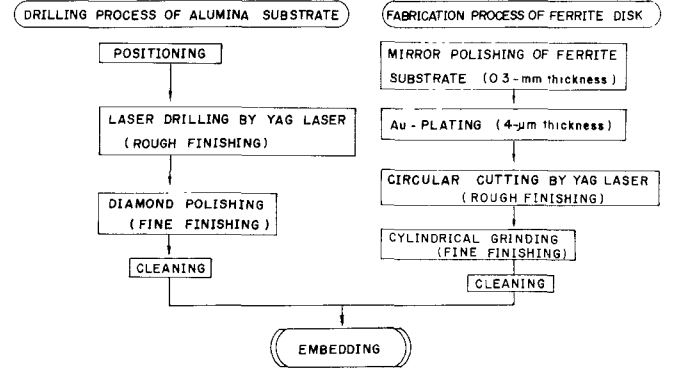 DRILLING PROCESS OF ALUMINA SUBSTRATE
POSITIONING
LASER DRILLING BY YAG LASER
(ROUGH FINISHING)
DIAMOND POLISHING
(FINE FINISHING)
CLEANING
FABRICATION PROCESS OF FERRITE DISK
MIRROR POLISHING OF FERRITE
SUBSTRATE (0 3-mm thickness)
Au-PLATING (4-μm thickness)
CIRCULAR CUTTING BY YAG LASER
(ROUGH FINISHING)
CYLINDRICAL GRINDING
(FINE FINISHING)
CLEANING
EMBEDDING